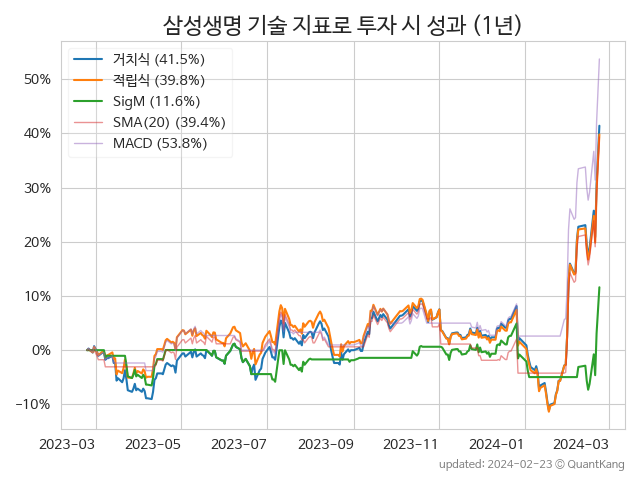 삼성생명 기술 지표로 투자 시 성과 (1년)
거치식 (41.5%)
적립식 (39.8%)
SigM (11.6%)
SMA(20) (39.4%)
MACD (53.8%)
50%
40%
30%
20%
10%
0%
−10%
2023-03 2023-05 2023-07 2023-09 2023-11 2024-01 2024-03
updated: 2024-02-23 © QuantKang